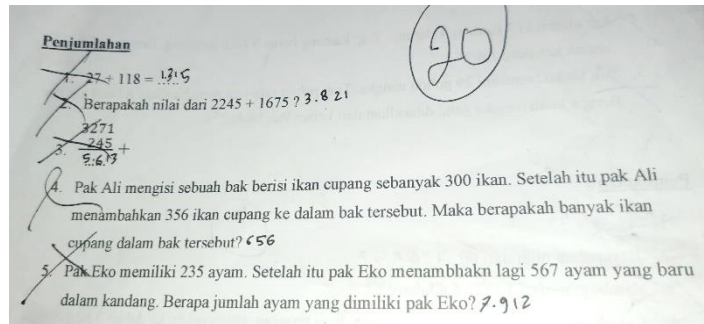 Penjumlahan
20
1. 27 + 118 = 1.315
2. Berapakah nilai dari 2245 + 1675 ? 3.821
3271
3. 245 +
5.613
4. Pak Ali mengisi sebuah bak berisi ikan cupang sebanyak 300 ikan. Setelah itu pak Ali
menambahkan 356 ikan cupang ke dalam bak tersebut. Maka berapakah banyak ikan
cupang dalam bak tersebut? 656
5. Pak Eko memiliki 235 ayam. Setelah itu pak Eko menambhakn lagi 567 ayam yang baru
dalam kandang. Berapa jumlah ayam yang dimiliki pak Eko? 7.912